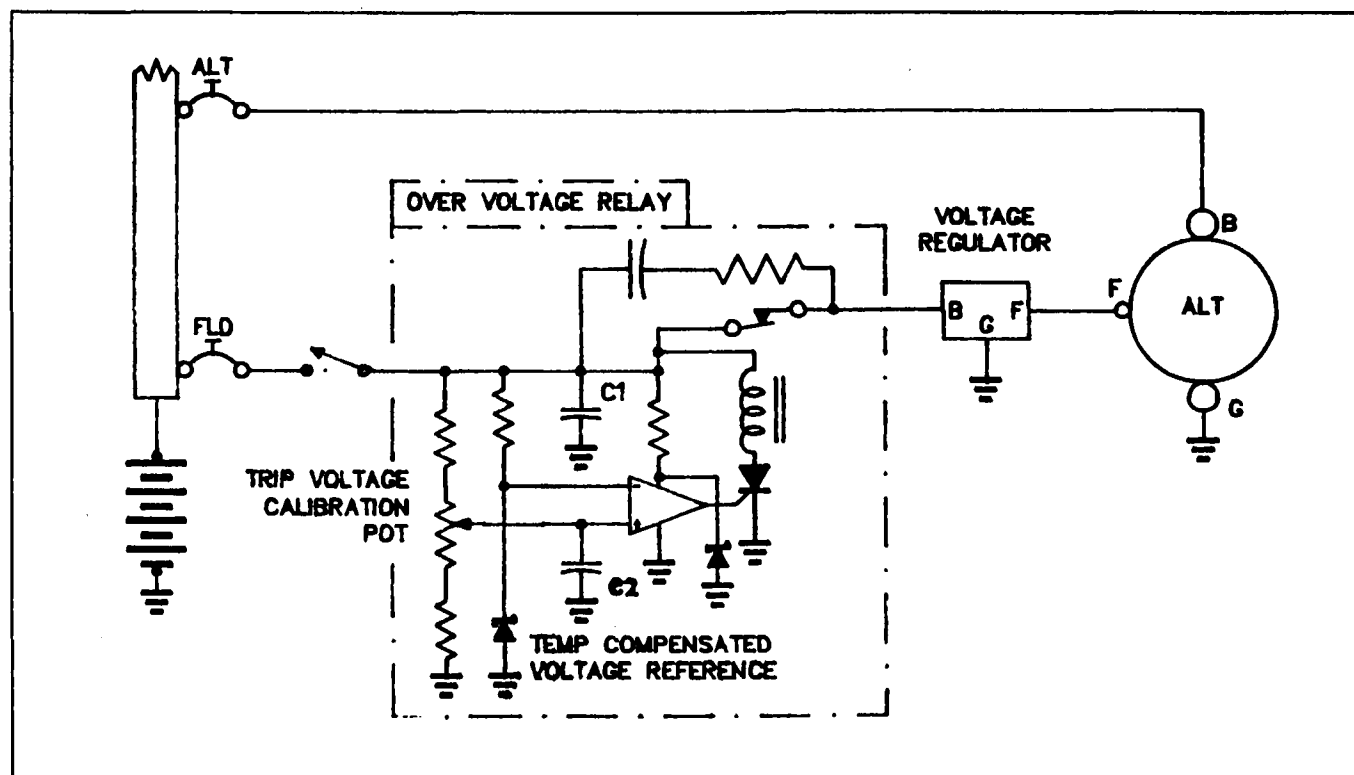 ALT
OVER VOLTAGE RELAY
VOLTAGE
REGULATOR
B
F
B
G
F
ALT
FLD
C1
G
TRIP VOLTAGE
CALIBRATION
POT
-
+
C2
TEMP COMPENSATED
VOLTAGE REFERENCE